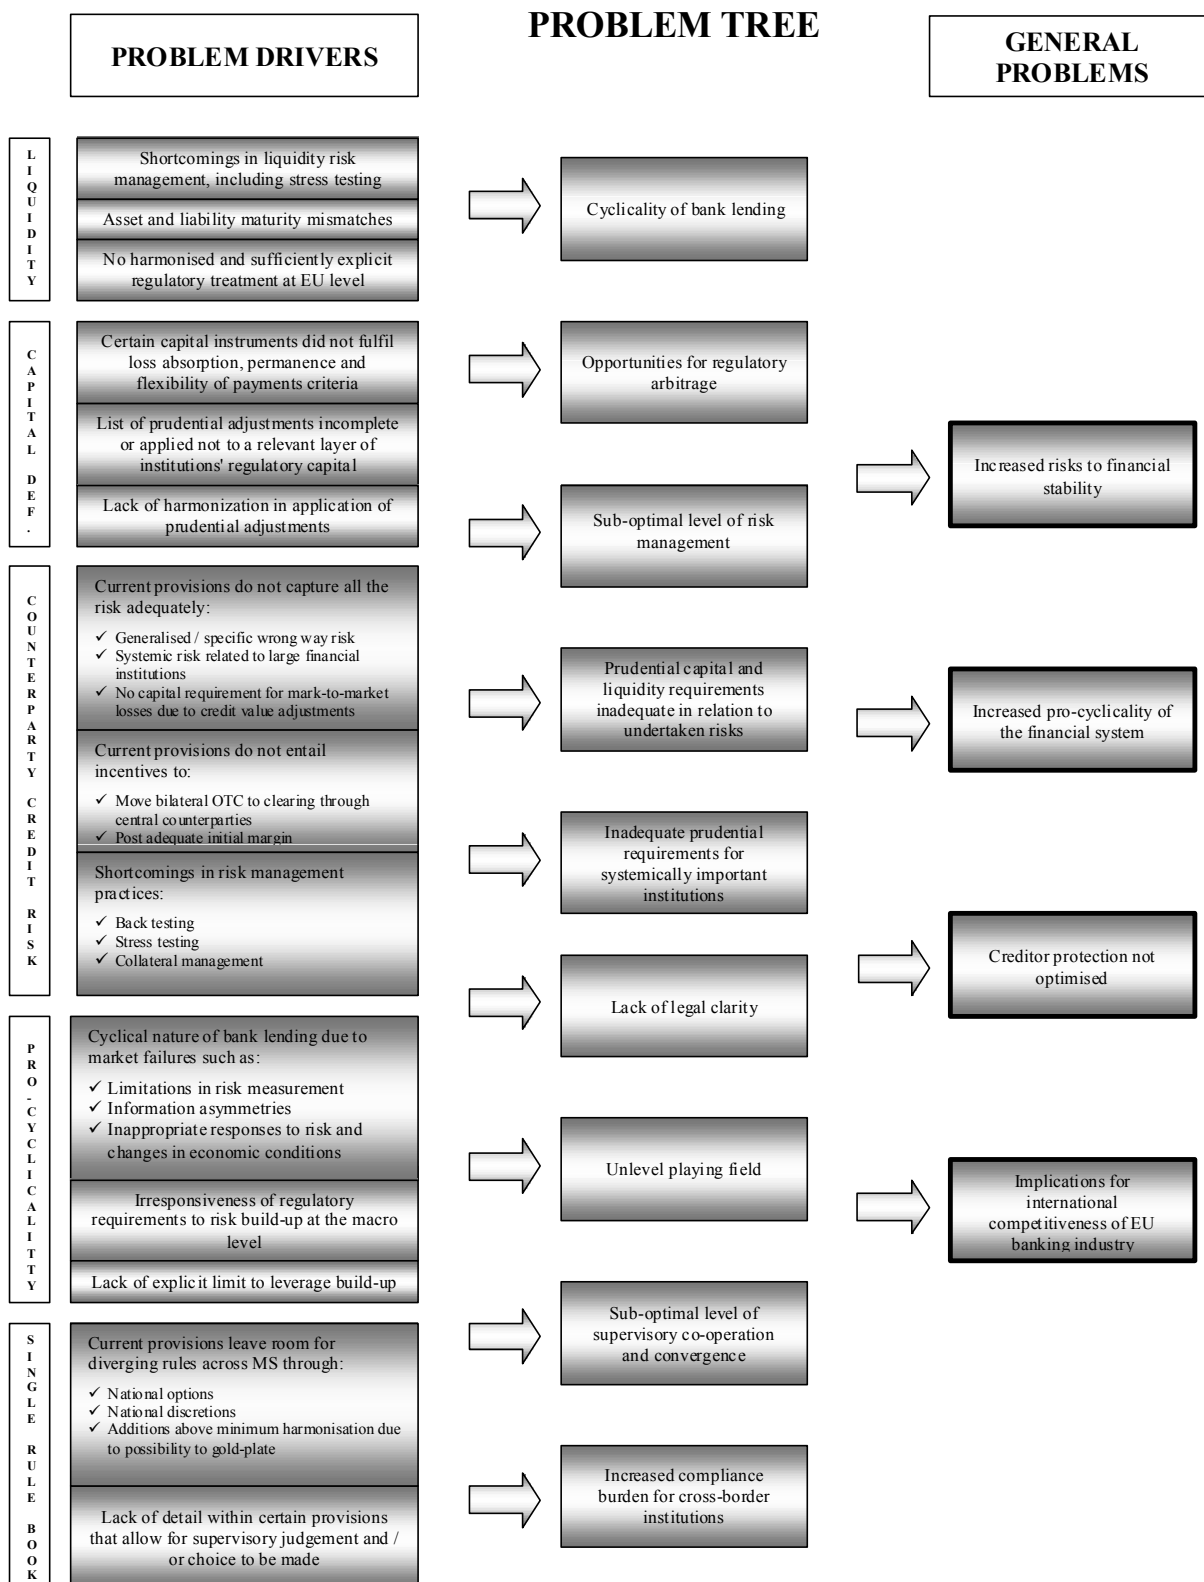 PROBLEM TREE
PROBLEM DRIVERS
GENERAL
PROBLEMS
LIQUIDITY
Shortcomings in liquidity risk
management, including stress testing
Asset and liability maturity mismatches
No harmonised and sufficiently explicit
regulatory treatment at EU level
CAPITAL DEF.
Certain capital instruments did not fulfil
loss absorption, permanence and
flexibility of payments criteria
List of prudential adjustments incomplete
or applied not to a relevant layer of
institutions' regulatory capital
Lack of harmonization in application of
prudential adjustments
COUNTERPARTY CREDIT RISK
Current provisions do not capture all the
risk adequately:
✓ Generalised / specific wrong way risk
✓ Systemic risk related to large financial
institutions
✓ No capital requirement for mark-to-market
losses due to credit value adjustments
Current provisions do not entail
incentives to:
✓ Move bilateral OTC to clearing through
central counterparties
✓ Post adequate initial margin
Shortcomings in risk management
practices:
✓ Back testing
✓ Stress testing
✓ Collateral management
PRO-CYCLICALITTY
Cyclical nature of bank lending due to
market failures such as:
✓ Limitations in risk measurement
✓ Information asymmetries
✓ Inappropriate responses to risk and
changes in economic conditions
Irresponsiveness of regulatory
requirements to risk build-up at the macro
level
Lack of explicit limit to leverage build-up
SINGLE RULE BOOK
Current provisions leave room for
diverging rules across MS through:
✓ National options
✓ National discretions
✓ Additions above minimum harmonisation due
to possibility to gold-plate
Lack of detail within certain provisions
that allow for supervisory judgement and /
or choice to be made
Cyclicality of bank lending
Opportunities for regulatory
arbitrage
Sub-optimal level of risk
management
Prudential capital and
liquidity requirements
inadequate in relation to
undertaken risks
Inadequate prudential
requirements for
systemically important
institutions
Lack of legal clarity
Unlevel playing field
Sub-optimal level of
supervisory co-operation
and convergence
Increased compliance
burden for cross-border
institutions
Increased risks to financial
stability
Increased pro-cyclicality of
the financial system
Creditor protection not
optimised
Implications for
international
competitiveness of EU
banking industry